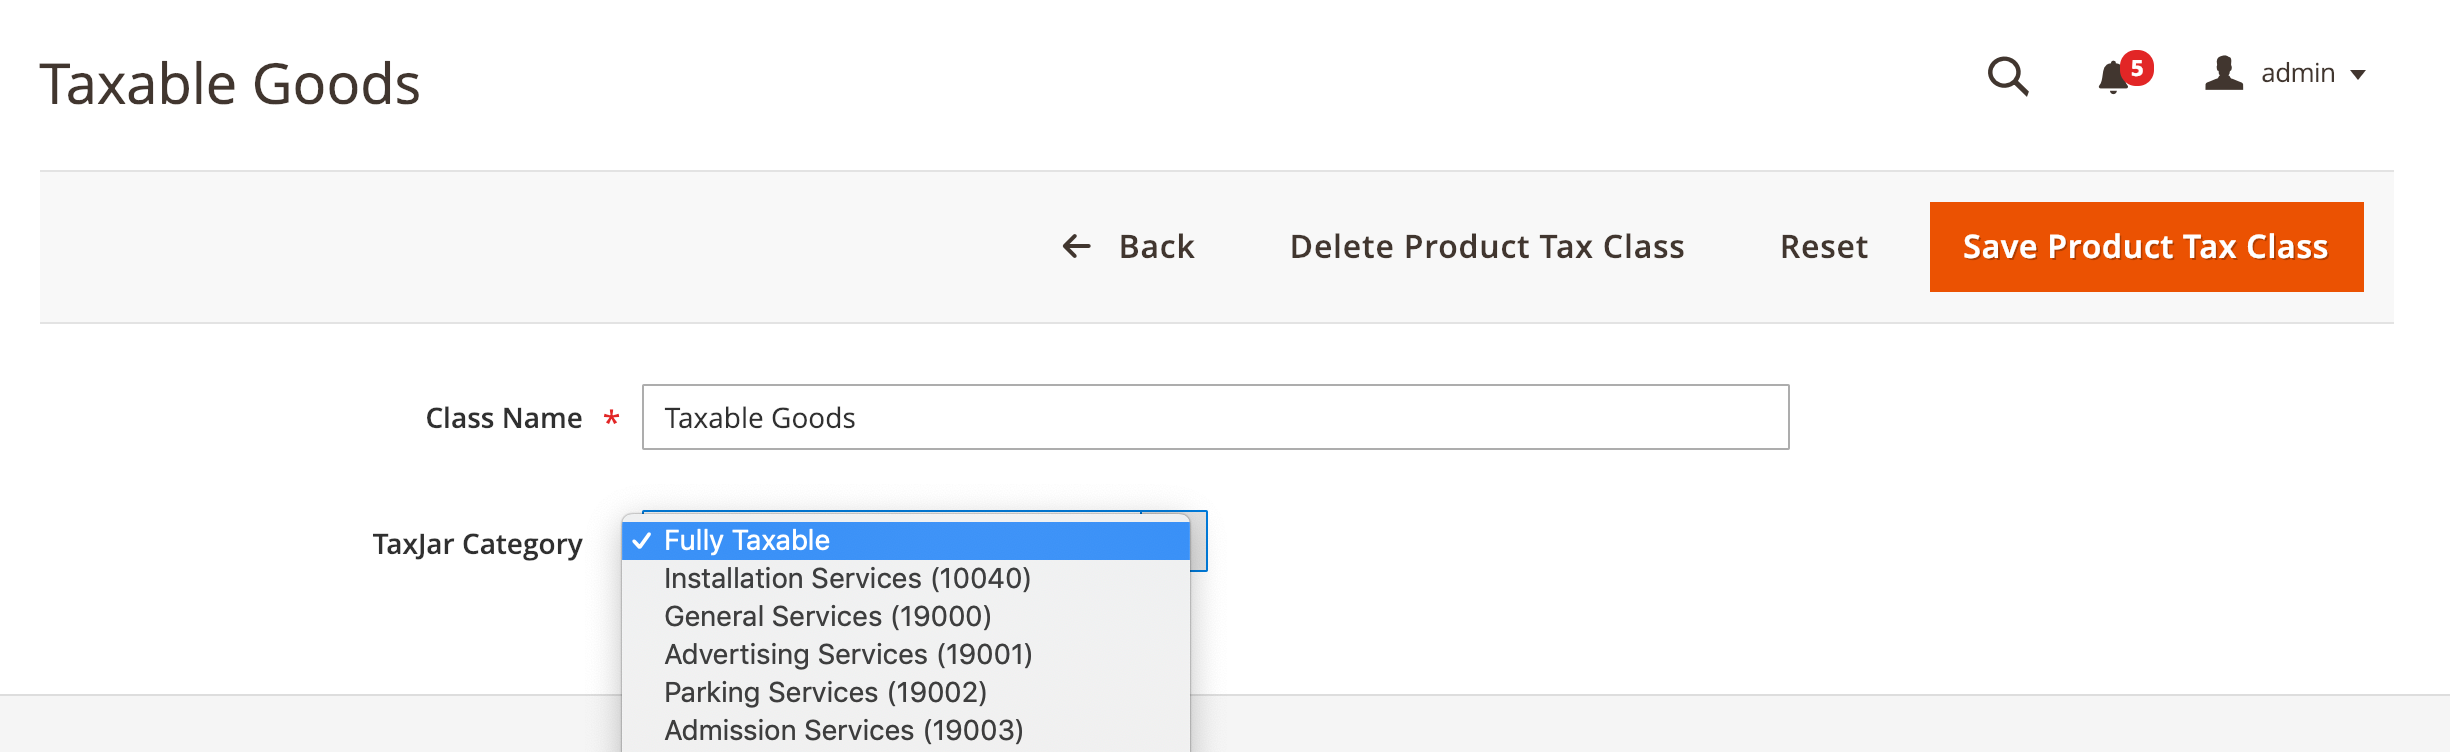 Taxable Goods
5
admin
Back
Delete Product Tax Class
Reset
Save Product Tax Class
Class Name *
Taxable Goods
TaxJar Category
Fully Taxable
Installation Services (10040)
General Services (19000)
Advertising Services (19001)
Parking Services (19002)
Admission Services (19003)